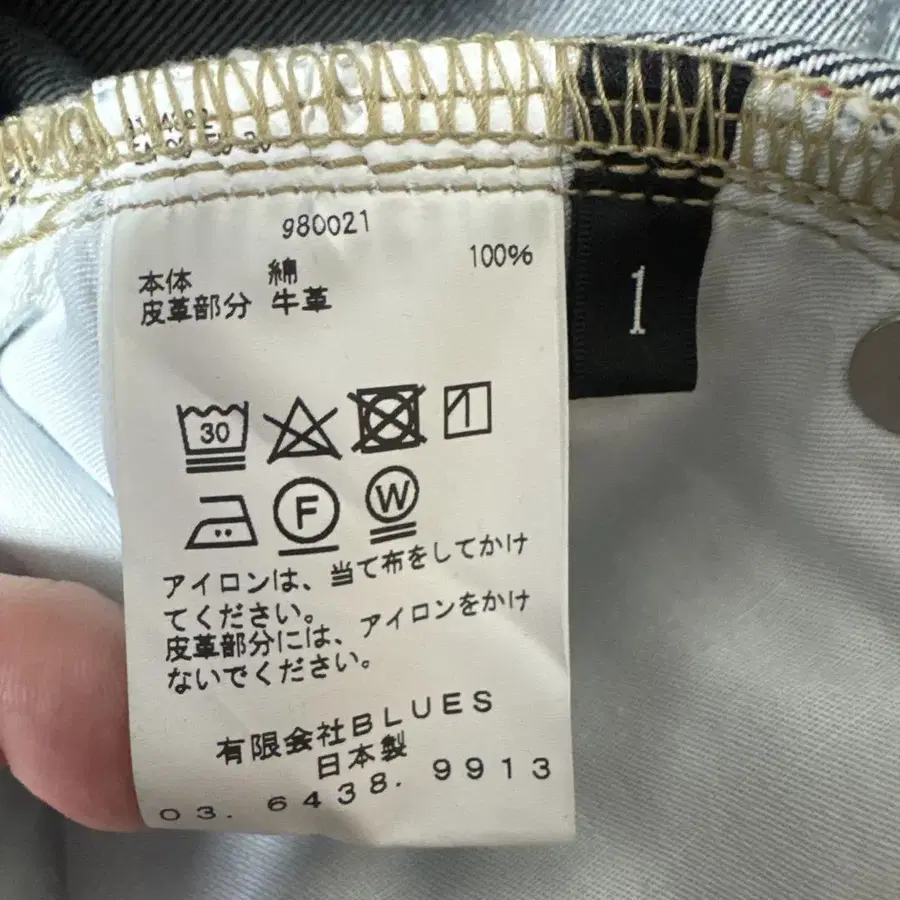 980021
本体 綿 100%
皮革部分 牛革
1
30
F W
アイロンは、当て布をしてかけ
てください。
皮革部分には、アイロンをかけ
ないでください。
有限会社BLUES
日本製
03. 6438. 9913